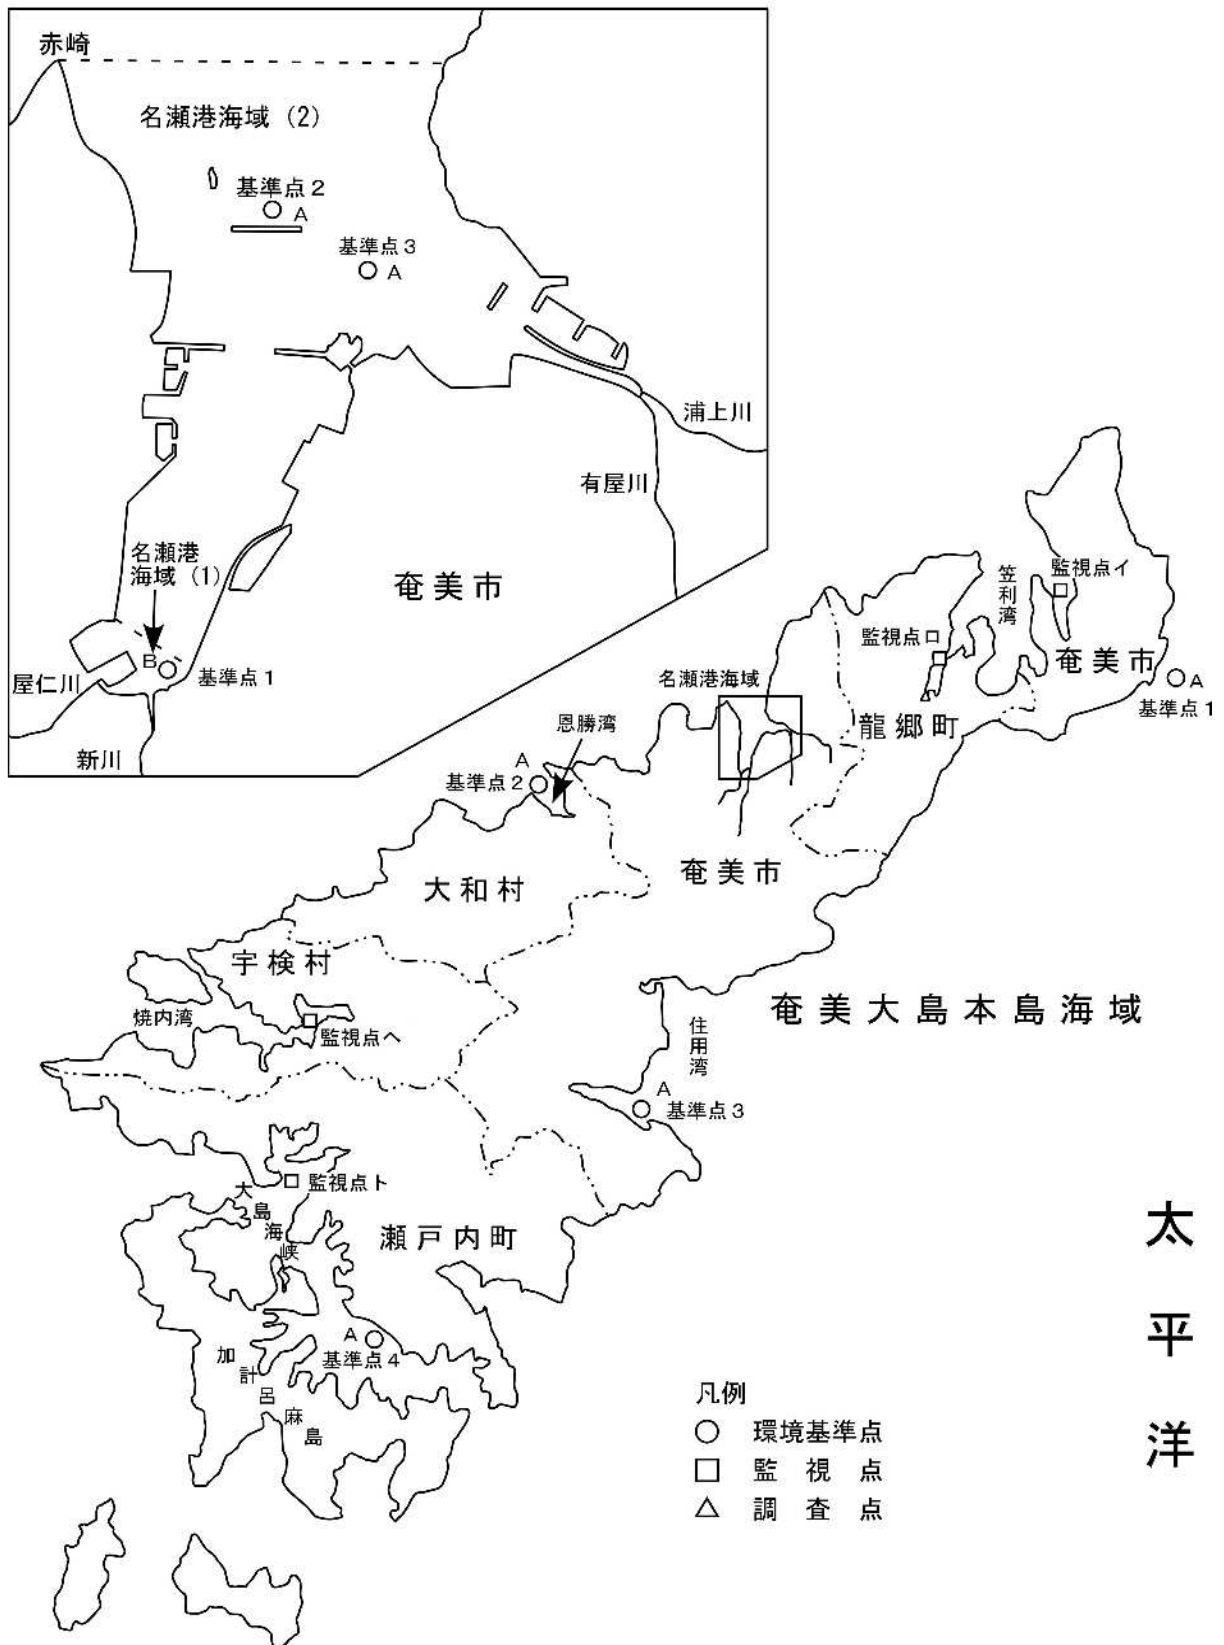 赤崎
名瀬港海域（2）
基準点２
A
基準点３
A
浦上川
有屋川
名瀬港
海域（1）
奄美市
B
基準点１
屋仁川
新川
笠利湾
監視点イ
監視点ロ
奄美市
A
基準点１
名瀬港海域
龍郷町
恩勝湾
A
基準点２
奄美市
大和村
宇検村
焼内湾
監視点ヘ
奄美大島本島海域
住用湾
A
基準点３
監視点ト
大島海峡
瀬戸内町
A
基準点４
加計呂麻島
太平洋
凡例
○ 環境基準点
□ 監視点
△ 調査点